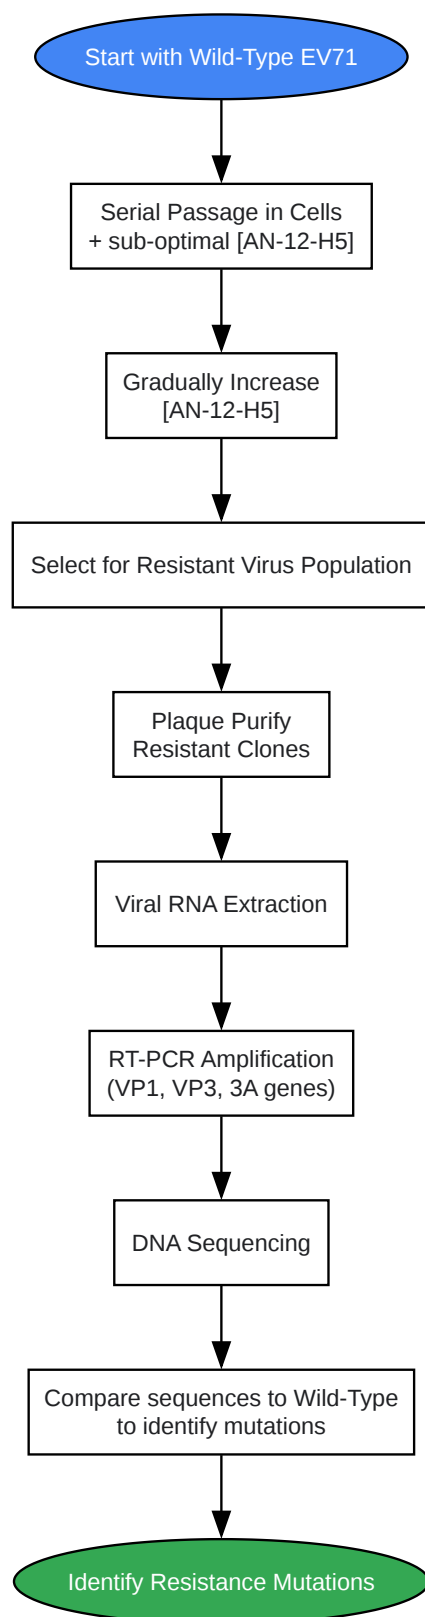 Start with Wild-Type EV71
Serial Passage in Cells
+ sub-optimal [AN-12-H5]
Gradually Increase
[AN-12-H5]
Select for Resistant Virus Population
Plaque Purify
Resistant Clones
Viral RNA Extraction
RT-PCR Amplification
(VP1, VP3, 3A genes)
DNA Sequencing
Compare sequences to Wild-Type
to identify mutations
Identify Resistance Mutations